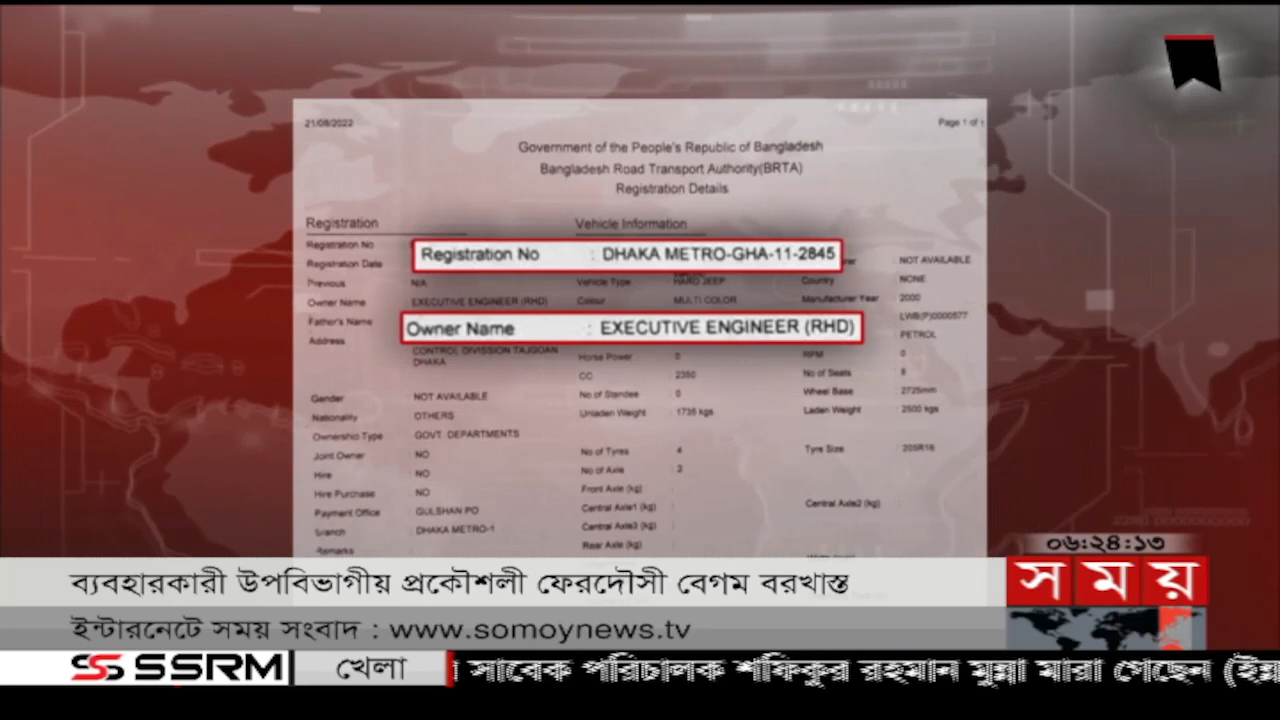 21/08/2022
Page 1 of 1
Government of the People's Republic of Bangladesh
Bangladesh Road Transport Authority(BRTA)
Registration Details
Registration
Vehicle Information
Registration No
Registration No : DHAKA METRO-GHA-11-2845
Registration Date
: NOT AVAILABLE
Previous N/A Vehicle Type : HARD JEEP Country : NONE
Owner Name EXECUTIVE ENGINEER (RHD) Colour : MULTI COLOR Manufacturer Year : 2000
Father's Name
LWB(P)0000577
Owner Name : EXECUTIVE ENGINEER (RHD)
: PETROL
Address
CONTROL DIVISION TAJGOAN
DHAKA
Horse Power : 0 RPM : 0
CC : 2350 No of Seats : 8
Gender : NOT AVAILABLE No of Standee : 0 Wheel Base : 2725mm
Nationality : OTHERS Unladen Weight : 1735 kgs Laden Weight : 2500 kgs
Ownership Type : GOVT. DEPARTMENTS
Joint Owner : NO No of Tyres : 4 Tyre Size : 205R16
Hire : NO No of Axle : 2
Hire Purchase : NO Front Axle (kg) :
Payment Office : GULSHAN PO Central Axle1 (kg) : Central Axle2 (kg) :
Branch : DHAKA METRO-1 Central Axle3 (kg) :
Remarks Rear Axle (kg) :
০৬:২৪:১৩
সময়
ব্যবহারকারী উপবিভাগীয় প্রকৌশলী ফেরদৌসী বেগম বরখাস্ত
ইন্টারনেটে সময় সংবাদ : www.somoynews.tv
SSRM খেলা সাবেক পরিচালক শফিকুর রহমান মুন্না মারা গেছেন (ইন্না